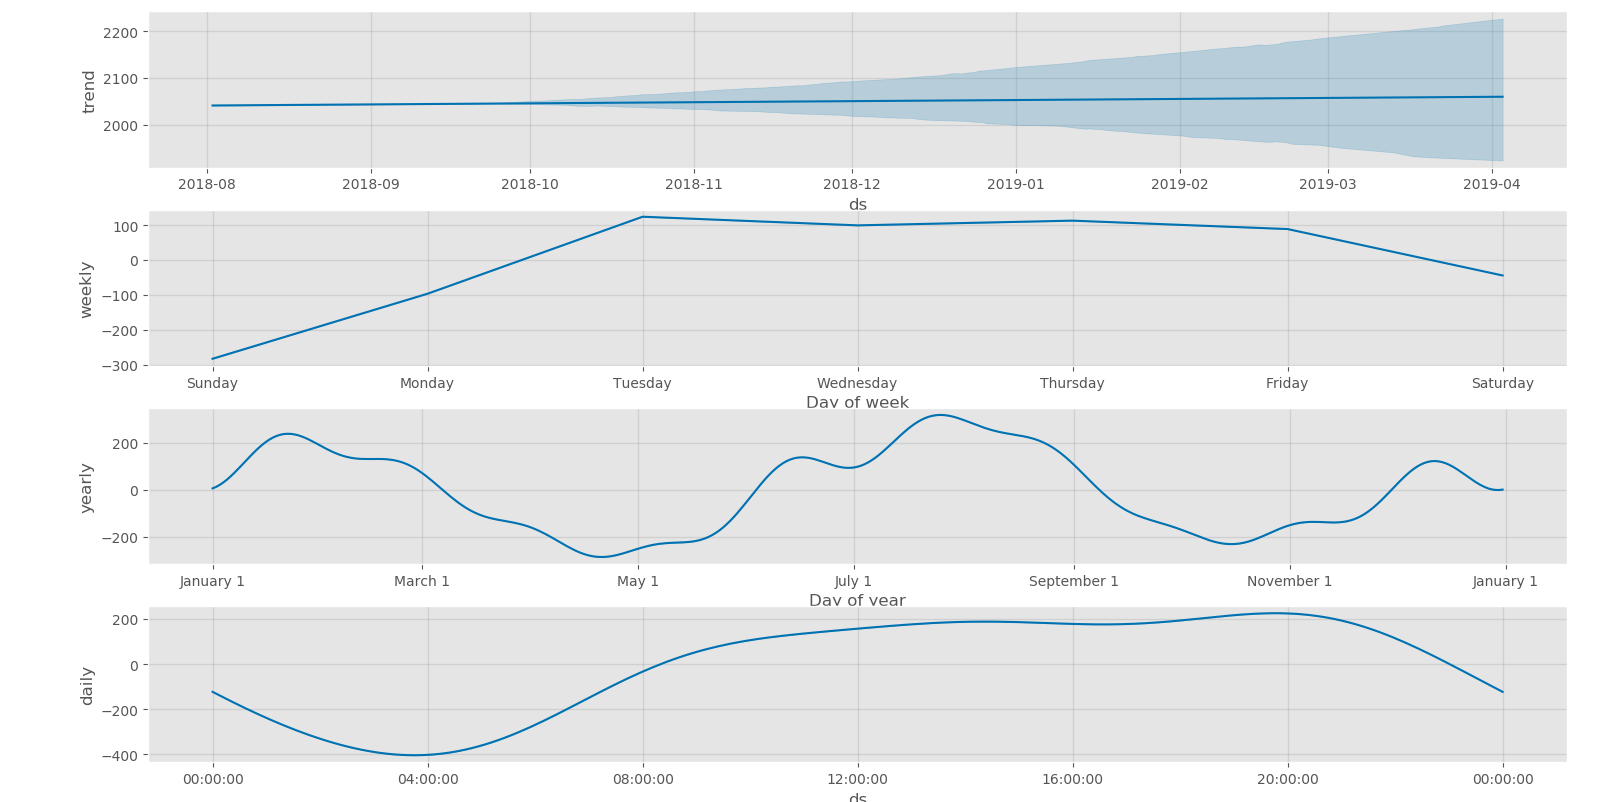 trend
2200
2100
2000
2018-08 2018-09 2018-10 2018-11 2018-12 2019-01 2019-02 2019-03 2019-04
ds
weekly
100
0
−100
−200
−300
Sunday Monday Tuesday Wednesday Thursday Friday Saturday
Day of week
yearly
200
0
−200
January 1 March 1 May 1 July 1 September 1 November 1 January 1
Day of year
daily
200
0
−200
−400
00:00:00 04:00:00 08:00:00 12:00:00 16:00:00 20:00:00 00:00:00
ds